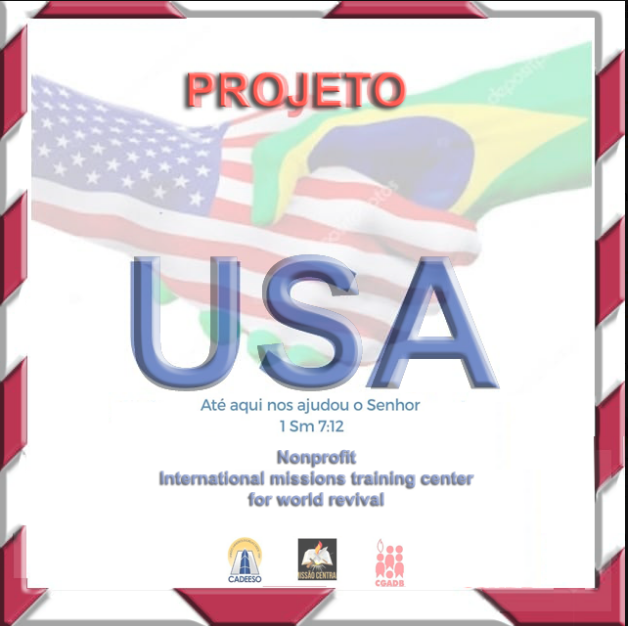 PROJETO
depositphotos
USA
Até aqui nos ajudou o Senhor
1 Sm 7:12
Nonprofit
International missions training center
for world revival
CADEESO
CGADB